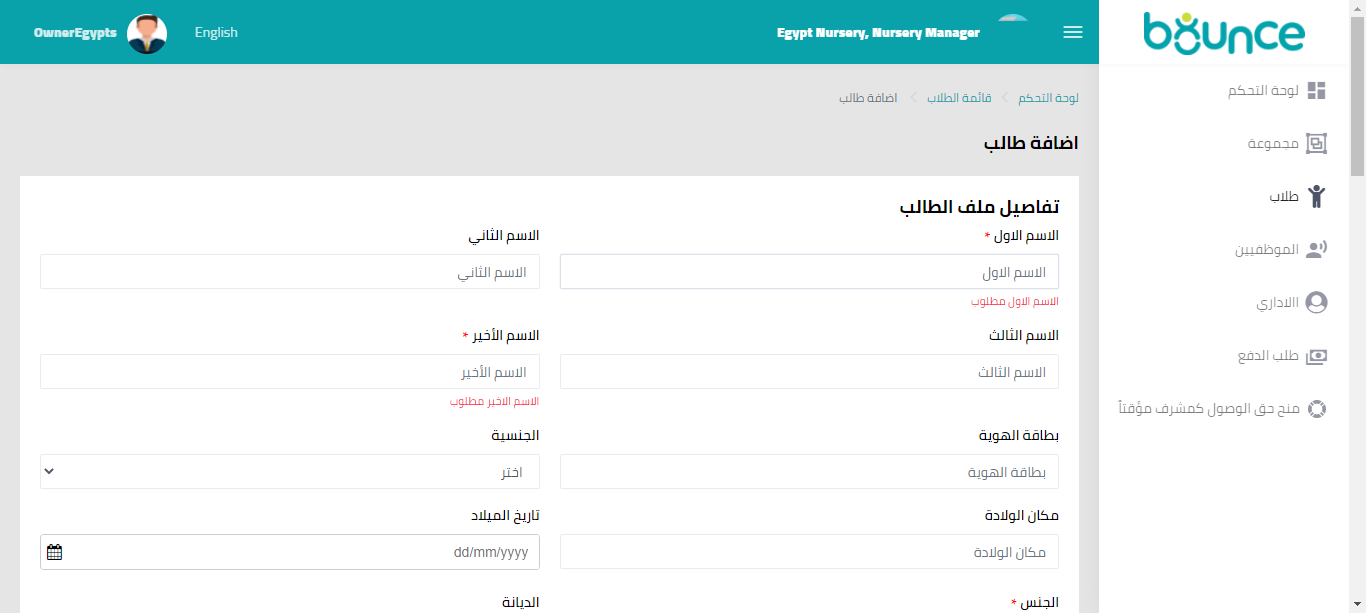 bounce
Egypt Nursery, Nursery Manager
English
OwnerEgypts
لوحة التحكم
مجموعة
طلاب
الموظفيين
االاداري
طلب الدفع
منح حق الوصول كمشرف مؤقتاً
لوحة التحكم > قائمة الطلاب > اضافة طالب
اضافة طالب
تفاصيل ملف الطالب
الاسم الاول * الاسم الثاني
الاسم الاول الاسم الثاني
الاسم الاول مطلوب
الاسم الثالث الاسم الأخير *
الاسم الثالث الاسم الأخير
الاسم الاخير مطلوب
بطاقة الهوية الجنسية
بطاقة الهوية اختر
مكان الولادة تاريخ الميلاد
مكان الولادة dd/mm/yyyy
الجنس * الديانة